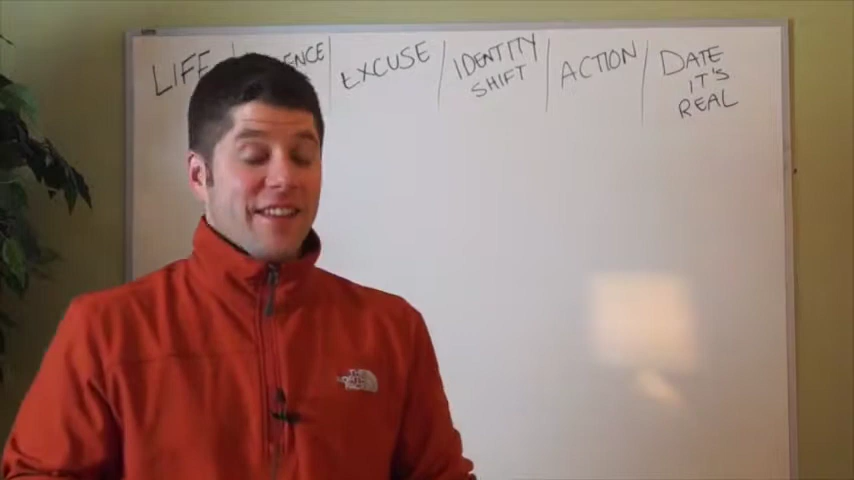 LIFE
EXCUSE
IDENTITY
SHIFT
ACTION
DATE
IT'S
REAL
THE
NORTH
FACE